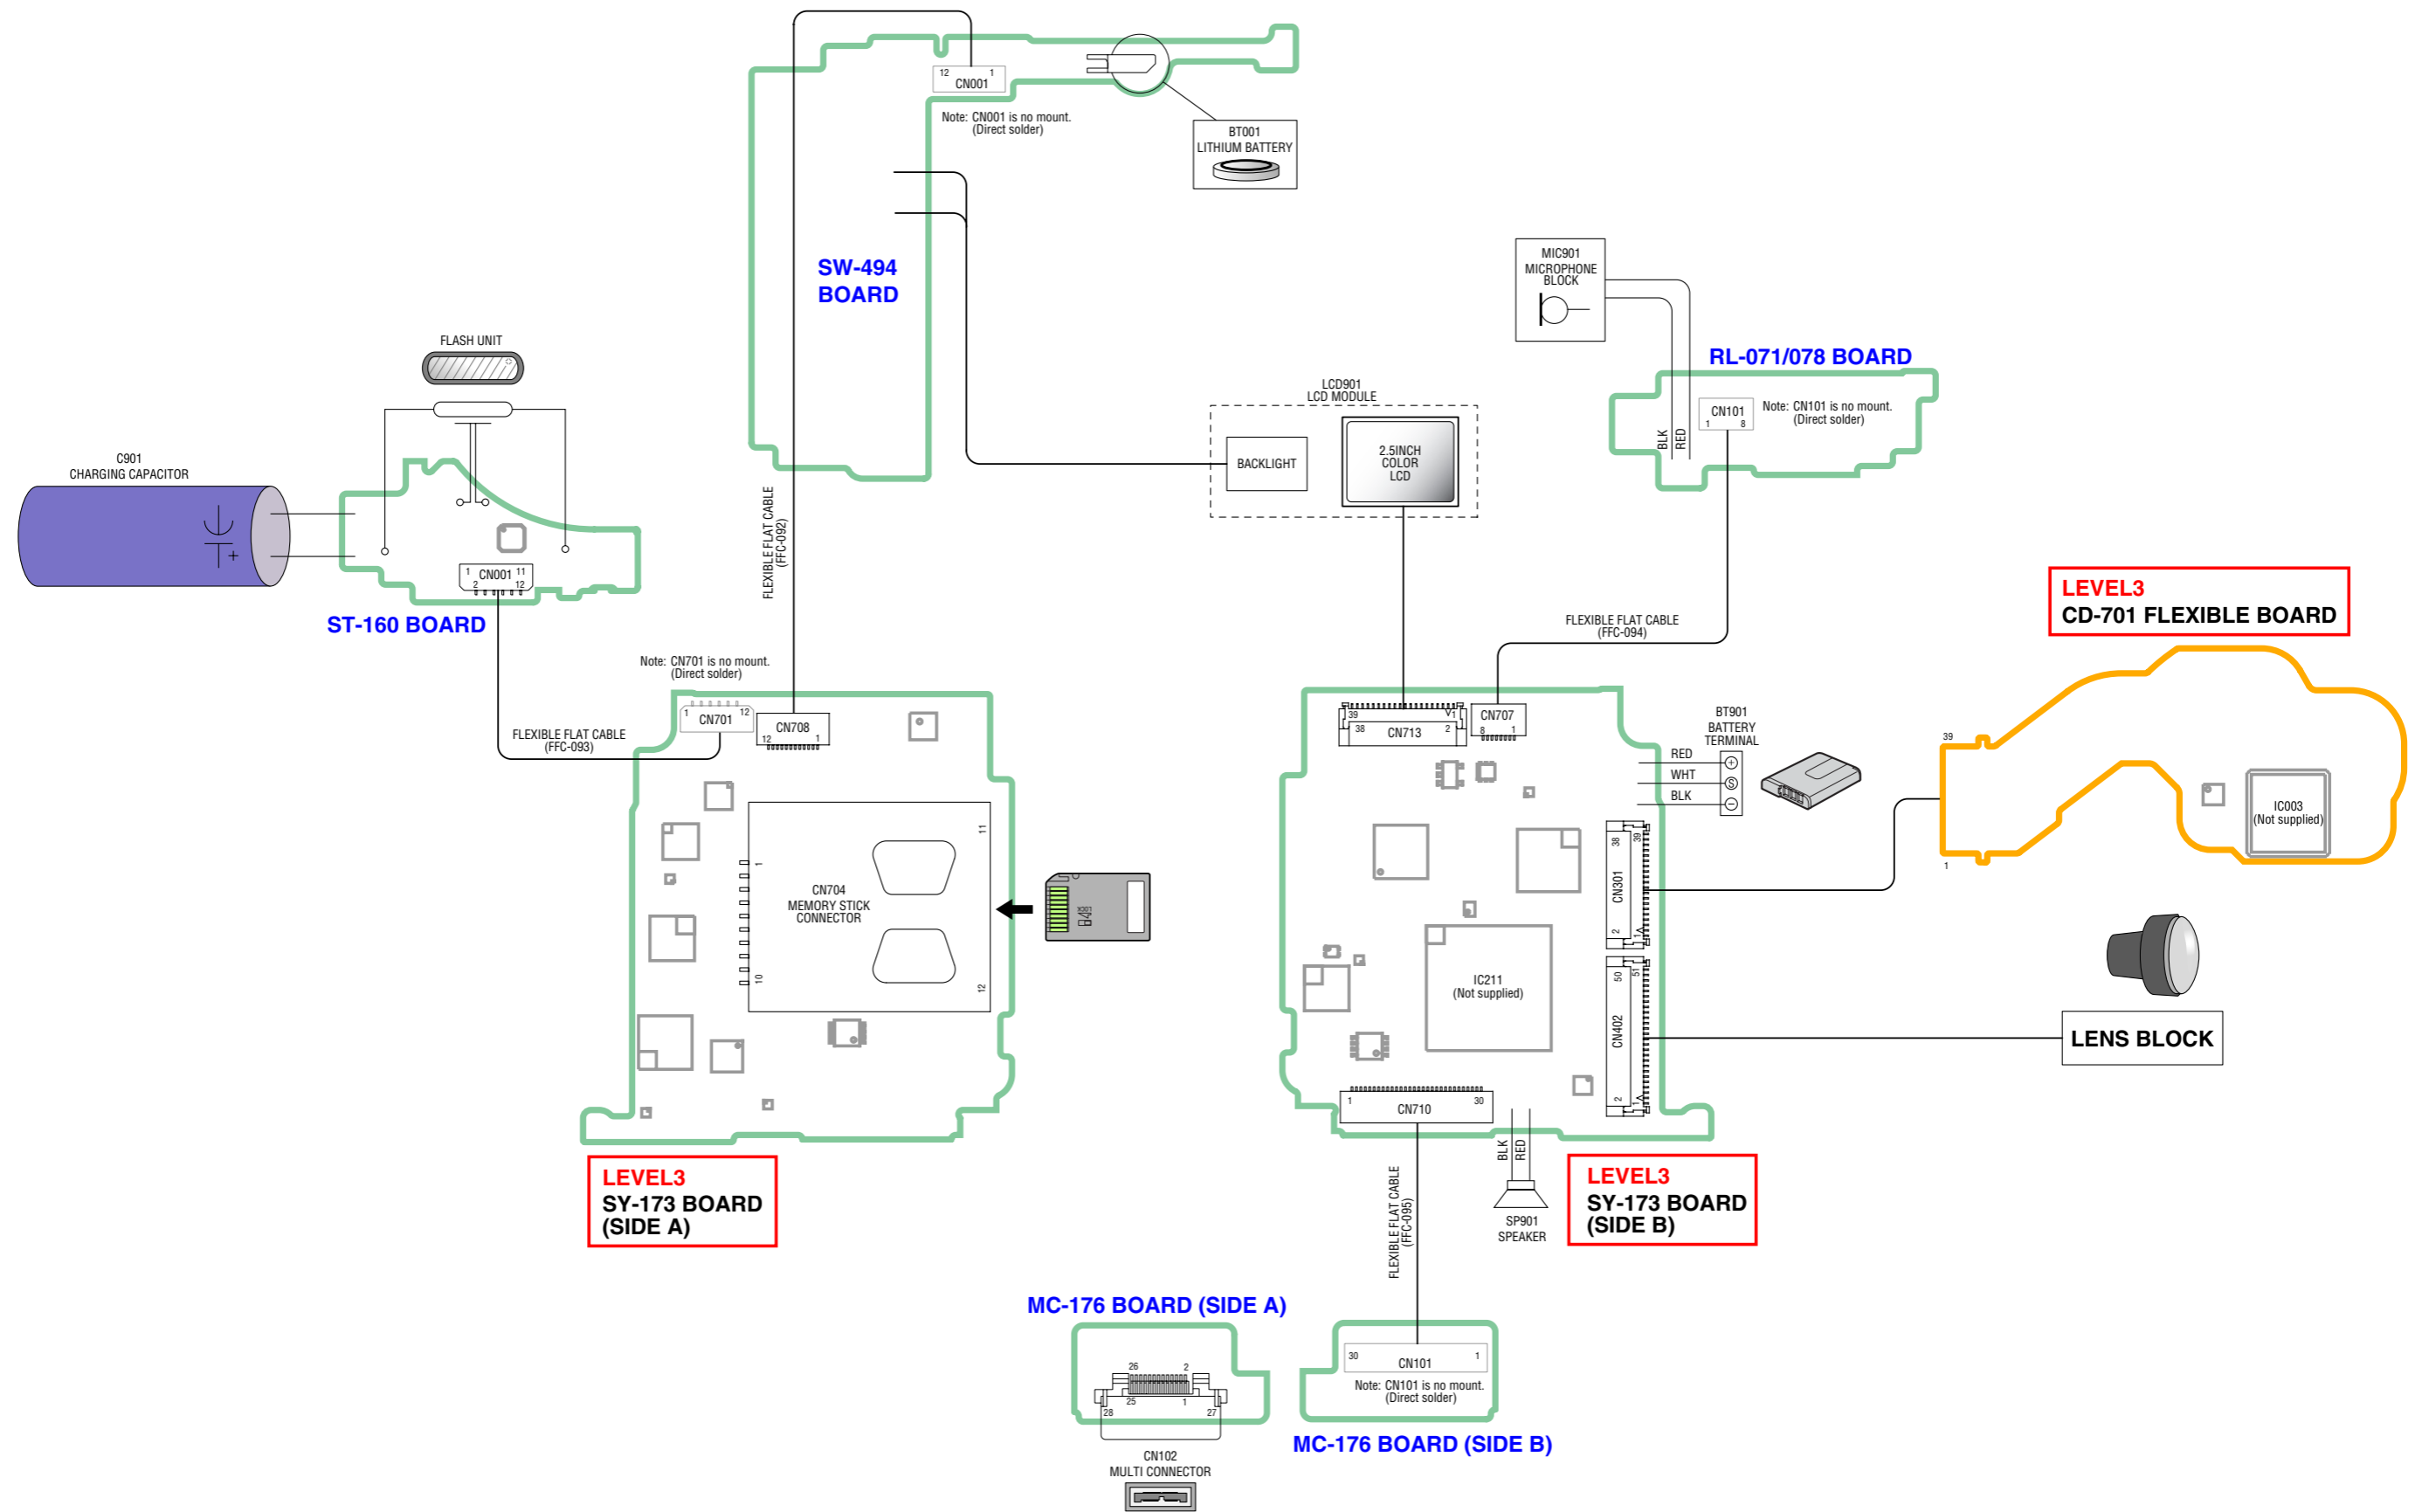 12 1
CN001
Note: CN001 is no mount.
(Direct solder)
BT001
LITHIUM BATTERY
SW-494
BOARD
MIC901
MICROPHONE
BLOCK
RL-071/078 BOARD
CN101
1 8
Note: CN101 is no mount.
(Direct solder)
BLK
RED
FLASH UNIT
C901
CHARGING CAPACITOR
+
1 CN001 11
2 12
ST-160 BOARD
LCD901
LCD MODULE
BACKLIGHT
2.5INCH
COLOR
LCD
FLEXIBLE FLAT CABLE
(FFC-092)
FLEXIBLE FLAT CABLE
(FFC-094)
LEVEL3
CD-701 FLEXIBLE BOARD
Note: CN701 is no mount.
(Direct solder)
1 CN701 12
CN708
12 1
FLEXIBLE FLAT CABLE
(FFC-093)
39 1
38 CN713 2
CN707
8 1
BT901
BATTERY
TERMINAL
RED +
WHT S
BLK −
39
1
IC003
(Not supplied)
1
11
CN704
MEMORY STICK
CONNECTOR
10
12
38 39
CN301
2 1
IC211
(Not supplied)
50 51
CN402
2 1
LENS BLOCK
1 CN710 30
BLK
RED
SP901
SPEAKER
LEVEL3
SY-173 BOARD
(SIDE A)
LEVEL3
SY-173 BOARD
(SIDE B)
FLEXIBLE FLAT CABLE
(FFC-095)
MC-176 BOARD (SIDE A)
26 2
25 1
28 27
CN102
MULTI CONNECTOR
30 CN101 1
Note: CN101 is no mount.
(Direct solder)
MC-176 BOARD (SIDE B)